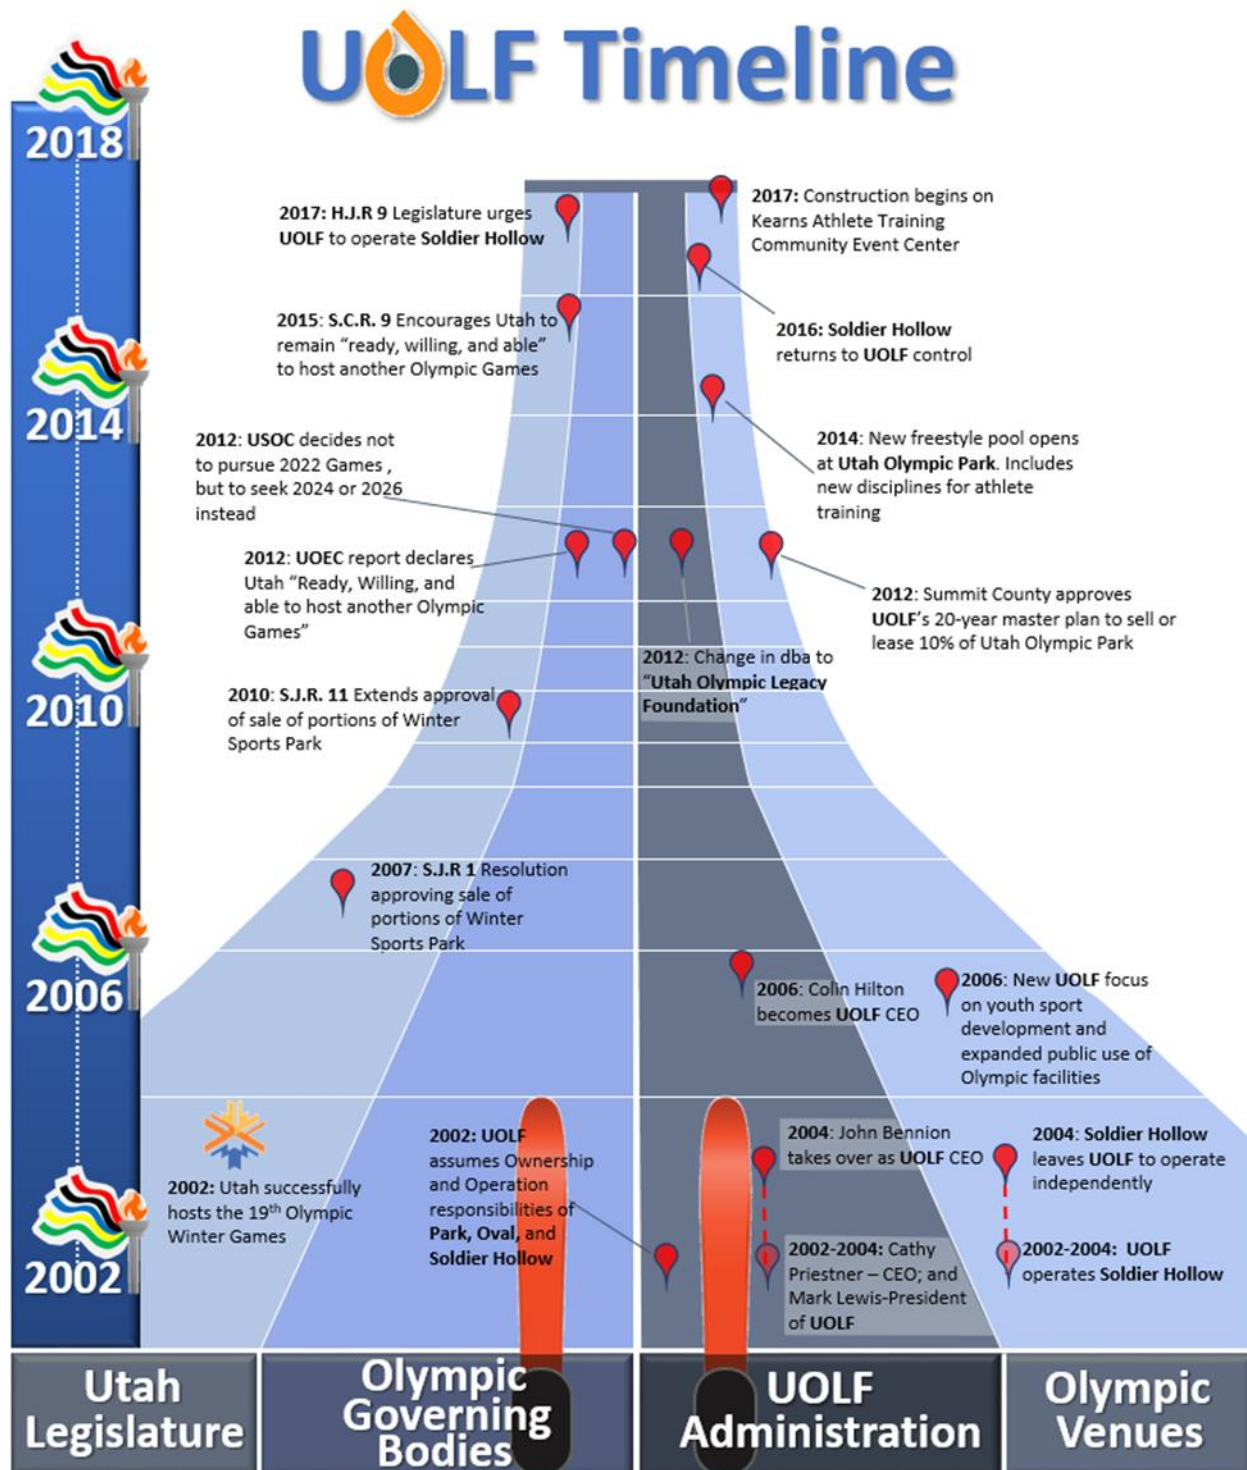 UOLF Timeline
2018
2014
2010
2006
2002
2017: H.J.R 9 Legislature urges
UOLF to operate Soldier Hollow
2017: Construction begins on
Kearns Athlete Training
Community Event Center
2015: S.C.R. 9 Encourages Utah to
remain “ready, willing, and able”
to host another Olympic Games
2016: Soldier Hollow
returns to UOLF control
2012: USOC decides not
to pursue 2022 Games ,
but to seek 2024 or 2026
instead
2014: New freestyle pool opens
at Utah Olympic Park. Includes
new disciplines for athlete
training
2012: UOEC report declares
Utah “Ready, Willing, and
able to host another Olympic
Games”
2012: Summit County approves
UOLF’s 20-year master plan to sell or
lease 10% of Utah Olympic Park
2012: Change in dba to
“Utah Olympic Legacy
Foundation”
2010: S.J.R. 11 Extends approval
of sale of portions of Winter
Sports Park
2007: S.J.R 1 Resolution
approving sale of
portions of Winter
Sports Park
2006: Colin Hilton
becomes UOLF CEO
2006: New UOLF focus
on youth sport
development and
expanded public use of
Olympic facilities
2002: Utah successfully
hosts the 19th Olympic
Winter Games
2002: UOLF
assumes Ownership
and Operation
responsibilities of
Park, Oval, and
Soldier Hollow
2004: John Bennion
takes over as UOLF CEO
2004: Soldier Hollow
leaves UOLF to operate
independently
2002-2004: Cathy
Priestner – CEO; and
Mark Lewis-President
of UOLF
2002-2004: UOLF
operates Soldier Hollow
Utah
Legislature
Olympic
Governing
Bodies
UOLF
Administration
Olympic
Venues